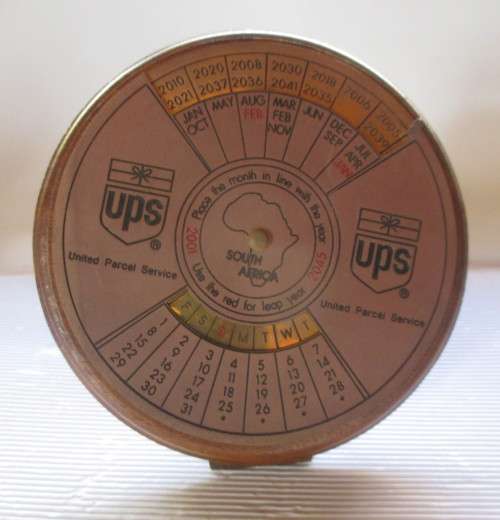 2010 2020 2008 2030 2018 2006
2021 2037 2036 2041 2035 2039
JAN MAY AUG MAR JUN DEC JUL
OCT FEB FEB SEP APR
NOV
Place the month in line with the year
2001 2045
SOUTH
AFRICA
Use the red for leap year
ups ®
United Parcel Service
ups ®
United Parcel Service
F S S M T W T
1 2 3 4 5 6 7
8 9 10 11 12 13 14
15 16 17 18 19 20 21
22 23 24 25 26 27 28
29 30 31